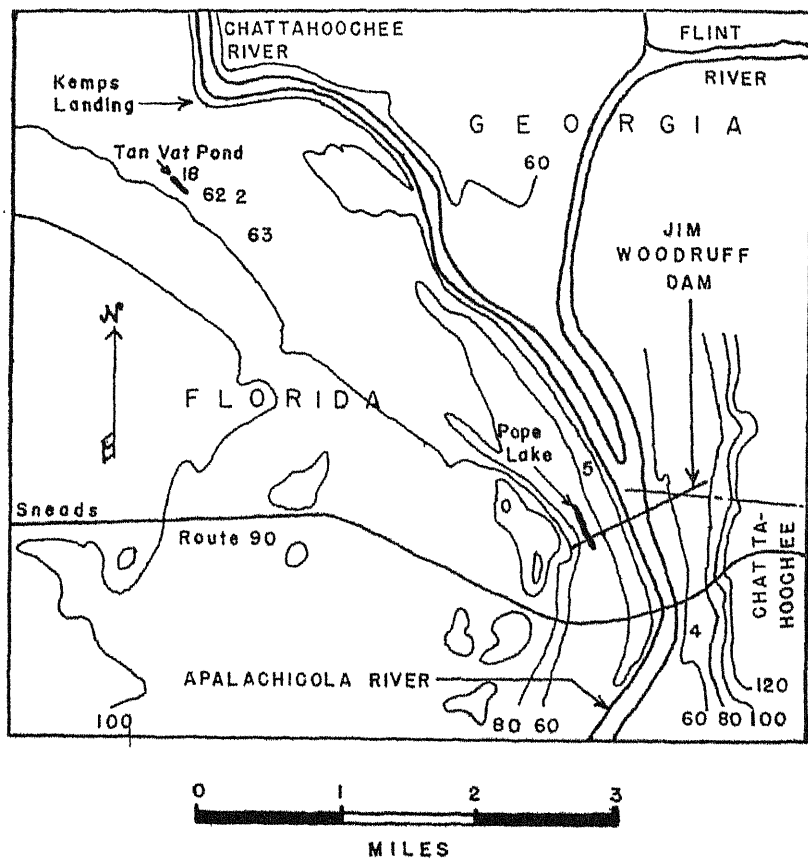 CHATTAHOOCHEE
RIVER
FLINT
RIVER
Kemps
Landing
GEORGIA
Tan Vat Pond
18
62 2
60
63
JIM
WOODRUFF
DAM
N
FLORIDA
Pope
Lake
5
Sneads
Route 90
CHATTA-
HOOCHEE
4
APALACHICOLA RIVER
120
100
80 60
60 80 100
0 1 2 3
MILES